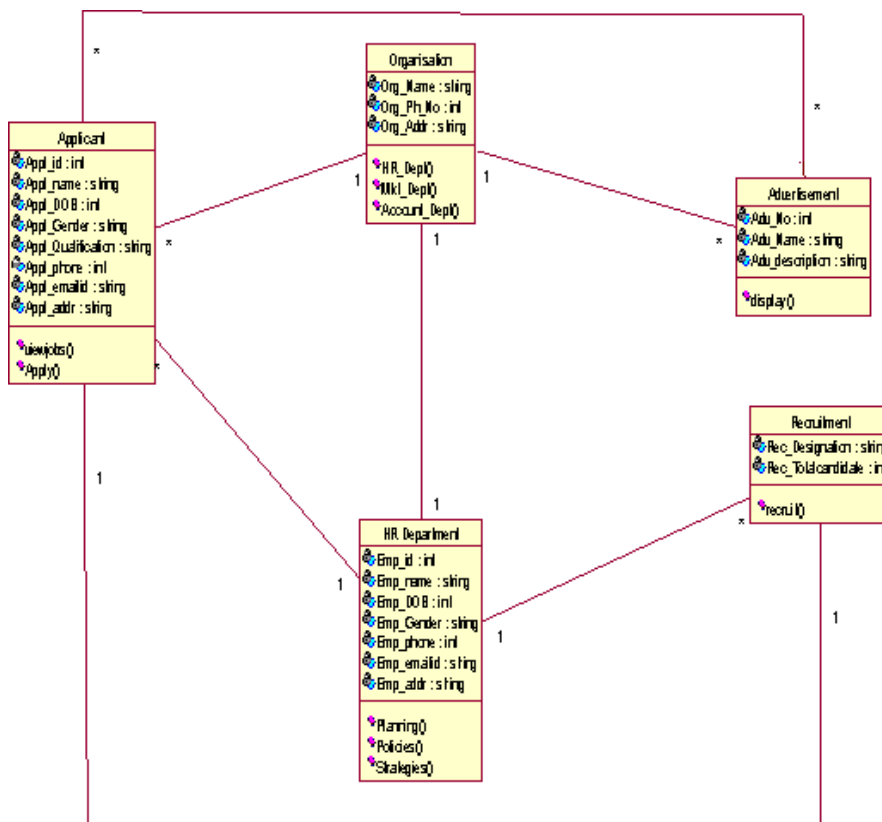 *
Organisation
Org_Name : string
Org_Ph_No : int
Org_Addr : string
HR_Dept()
Mkt_Dept()
Account_Dept()
*
Applicant
Appl_id : int
Appl_name : string
Appl_DOB : int
Appl_Gender : string
Appl_Qualification : string
Appl_phone : int
Appl_emailid : string
Appl_addr : string
viewjobs()
Apply()
1
1
Advertisement
Adv_No : int
Adv_Name : string
Adv_description : string
display()
*
*
1
*
1
Recruitment
Rec_Designation : strin
Rec_Totalcandidate : in
recruit()
1
*
HR Department
Emp_id : int
Emp_name : string
Emp_DOB : int
Emp_Gender : string
Emp_phone : int
Emp_emailid : string
Emp_addr : string
Planning()
Policies()
Strategies()
1
1
1